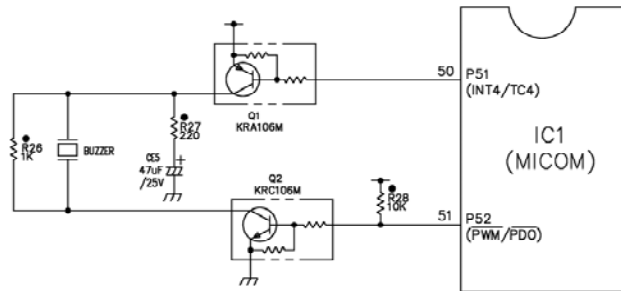 50
P51
(INT4/TC4)
Q1
KRA106M
R26
1K
BUZZER
R27
220
CE5
47uF
/25V
IC1
(MICOM)
Q2
KRC106M
R28
10K
51
P52
(PWM/PDO)